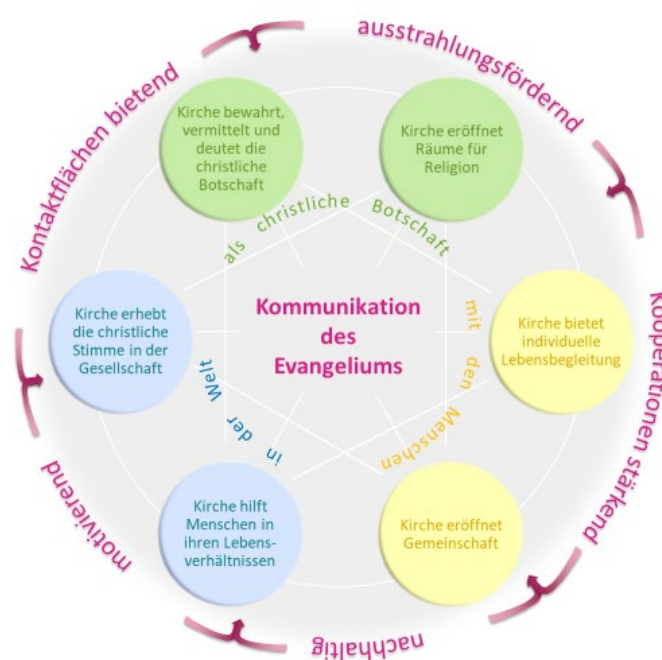 Kontaktflächen bietend
ausstrahlungsfördernd
Kirche bewahrt,
vermittelt und
deutet die
christliche
Botschaft
Kirche eröffnet
Räume für
Religion
als christliche Botschaft
Kirche erhebt
die christliche
Stimme in der
Gesellschaft
Kommunikation
des
Evangeliums
mit den Menschen
Kirche bietet
individuelle
Lebensbegleitung
in der Welt
Kirche hilft
Menschen in
ihren Lebens-
verhältnissen
Kirche eröffnet
Gemeinschaft
Kooperationen stärkend
motivierend
nachhaltig